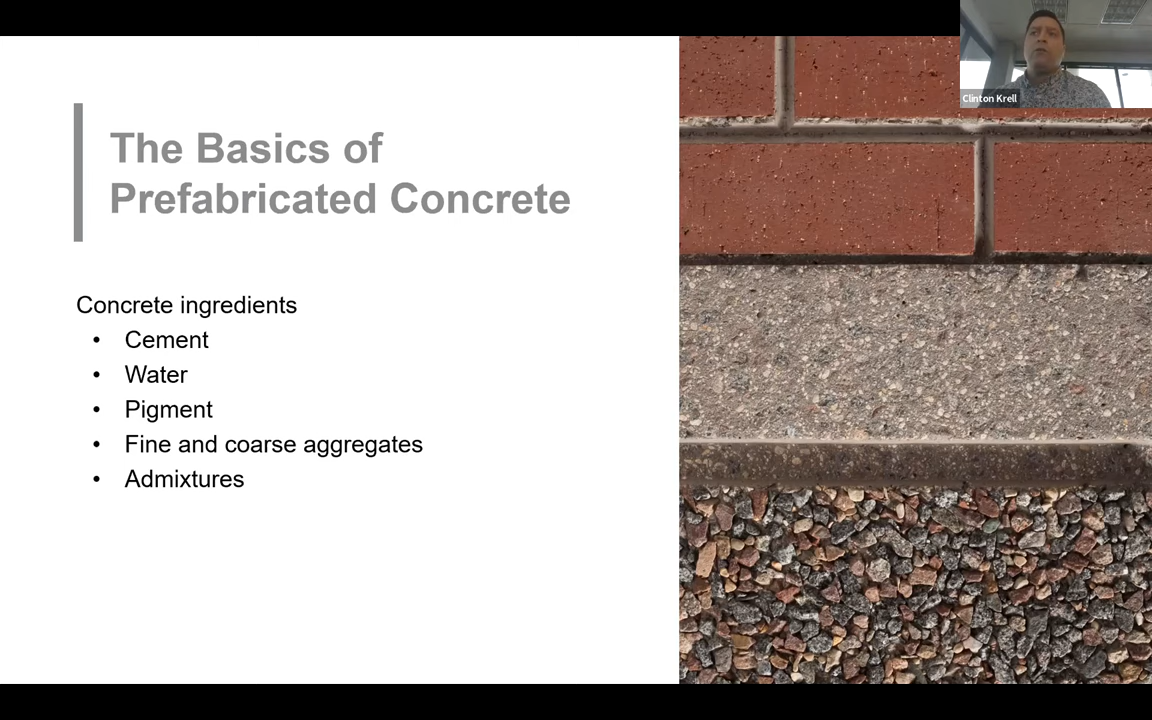 Clinton Krell
The Basics of
Prefabricated Concrete
Concrete ingredients
• Cement
• Water
• Pigment
• Fine and coarse aggregates
• Admixtures